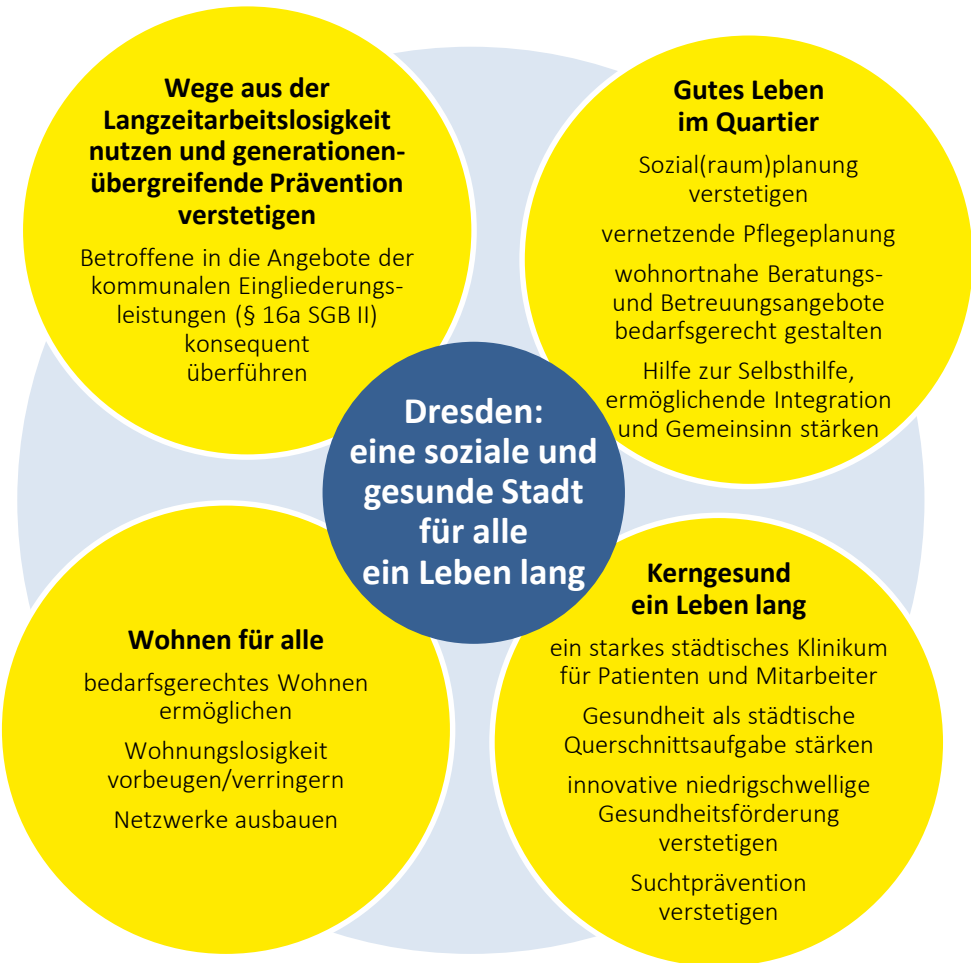 Wege aus der
Langzeitarbeitslosigkeit
nutzen und generationen-
übergreifende Prävention
verstetigen
Betroffene in die Angebote der
kommunalen Eingliederungs-
leistungen (§ 16a SGB II)
konsequent
überführen
Gutes Leben
im Quartier
Sozial(raum)planung
verstetigen
vernetzende Pflegeplanung
wohnortnahe Beratungs-
und Betreuungsangebote
bedarfsgerecht gestalten
Hilfe zur Selbsthilfe,
ermöglichende Integration
und Gemeinsinn stärken
Dresden:
eine soziale und
gesunde Stadt
für alle
ein Leben lang
Wohnen für alle
bedarfsgerechtes Wohnen
ermöglichen
Wohnungslosigkeit
vorbeugen/verringern
Netzwerke ausbauen
Kerngesund
ein Leben lang
ein starkes städtisches Klinikum
für Patienten und Mitarbeiter
Gesundheit als städtische
Querschnittsaufgabe stärken
innovative niedrigschwellige
Gesundheitsförderung
verstetigen
Suchtprävention
verstetigen